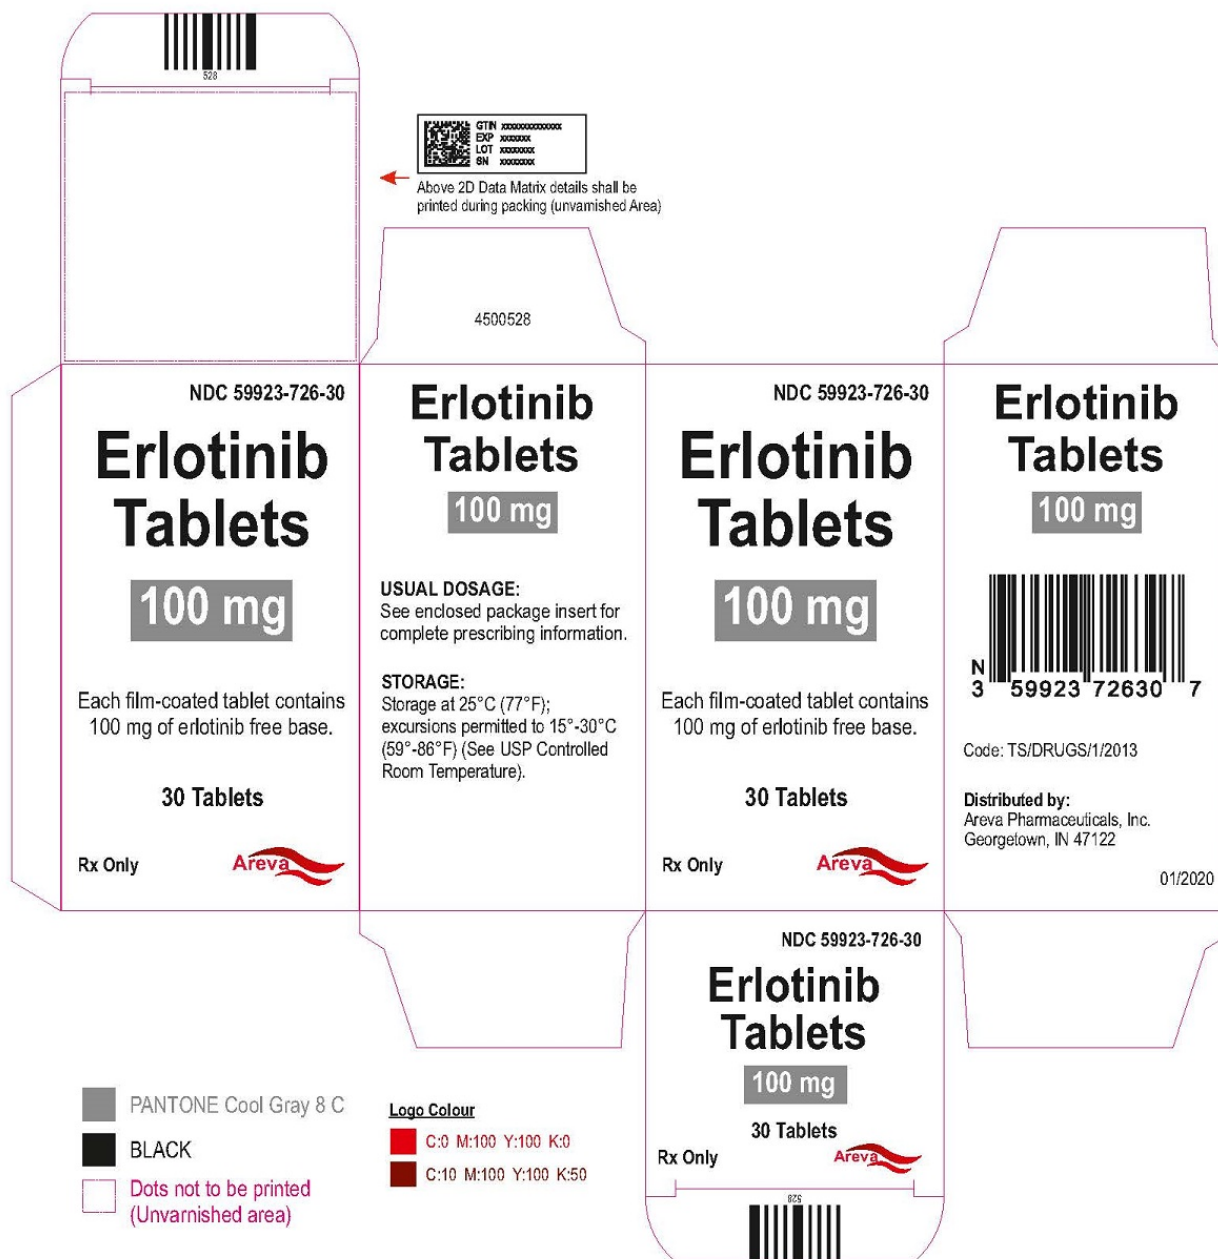 528
GTIN xxxxxxxxxxxxxx
EXP xxxxxxx
LOT xxxxxxxx
SN xxxxxxxx
Above 2D Data Matrix details shall be
printed during packing (unvarnished Area)
4500528
NDC 59923-726-30
Erlotinib
Tablets
100 mg
Each film-coated tablet contains
100 mg of erlotinib free base.
30 Tablets
Rx Only
Areva
Erlotinib
Tablets
100 mg
USUAL DOSAGE:
See enclosed package insert for
complete prescribing information.
STORAGE:
Storage at 25°C (77°F);
excursions permitted to 15°-30°C
(59°-86°F) (See USP Controlled
Room Temperature).
NDC 59923-726-30
Erlotinib
Tablets
100 mg
Each film-coated tablet contains
100 mg of erlotinib free base.
30 Tablets
Rx Only
Areva
Erlotinib
Tablets
100 mg
N
3 59923 72630 7
Code: TS/DRUGS/1/2013
Distributed by:
Areva Pharmaceuticals, Inc.
Georgetown, IN 47122
01/2020
NDC 59923-726-30
Erlotinib
Tablets
100 mg
30 Tablets
Rx Only
Areva
528
PANTONE Cool Gray 8 C
BLACK
Dots not to be printed
(Unvarnished area)
Logo Colour
C:0 M:100 Y:100 K:0
C:10 M:100 Y:100 K:50